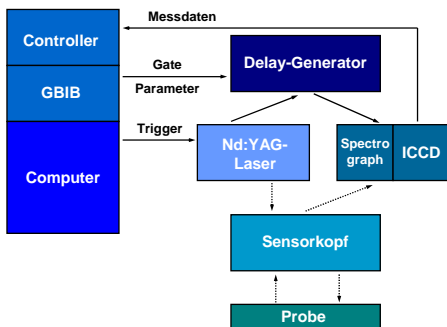 Messdaten
Controller
Delay-Generator
Gate
GBIB
Parameter
Trigger
Nd:YAG-
Laser
Spectro
graph
ICCD
Computer
Sensorkopf
Probe